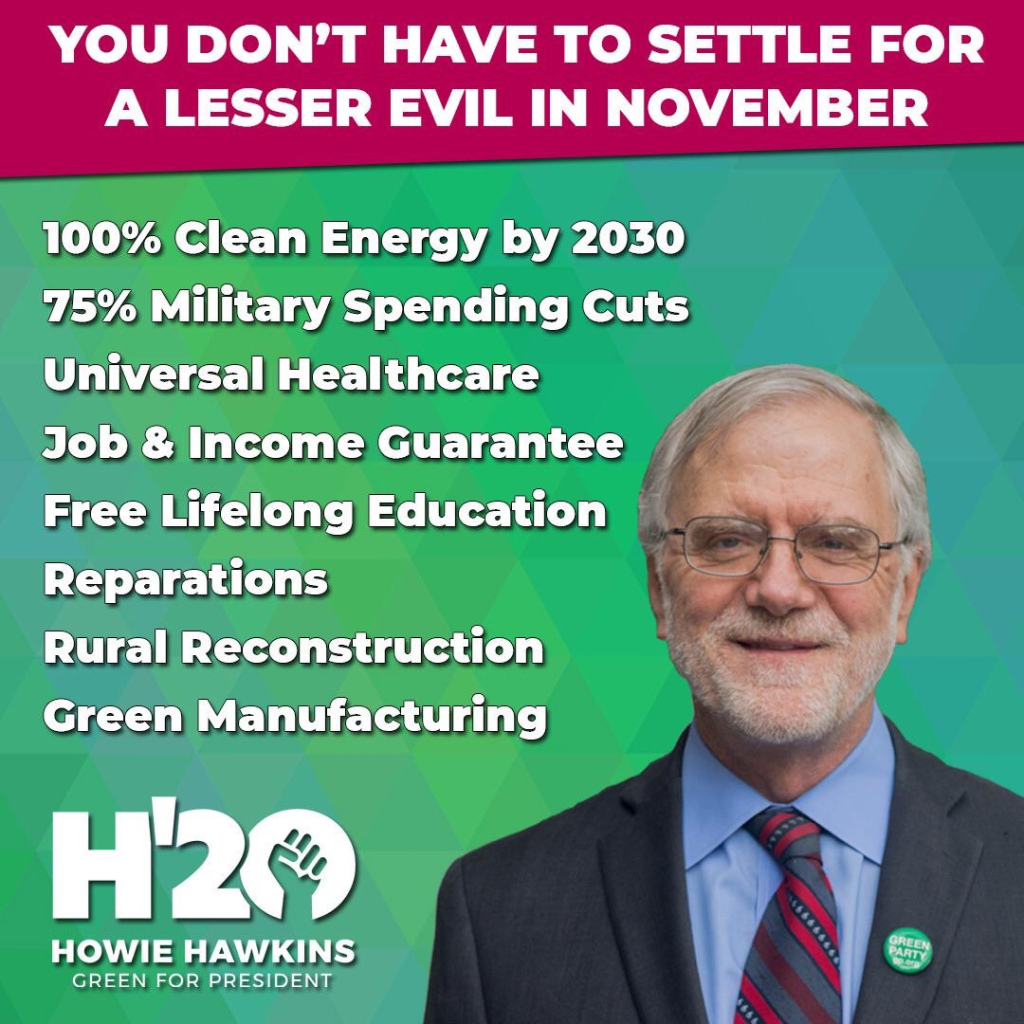 YOU DON'T HAVE TO SETTLE FOR
A LESSER EVIL IN NOVEMBER
100% Clean Energy by 2030
75% Military Spending Cuts
Universal Healthcare
Job & Income Guarantee
Free Lifelong Education
Reparations
Rural Reconstruction
Green Manufacturing
H'20
HOWIE HAWKINS
GREEN FOR PRESIDENT
GREEN
PARTY
gp.org